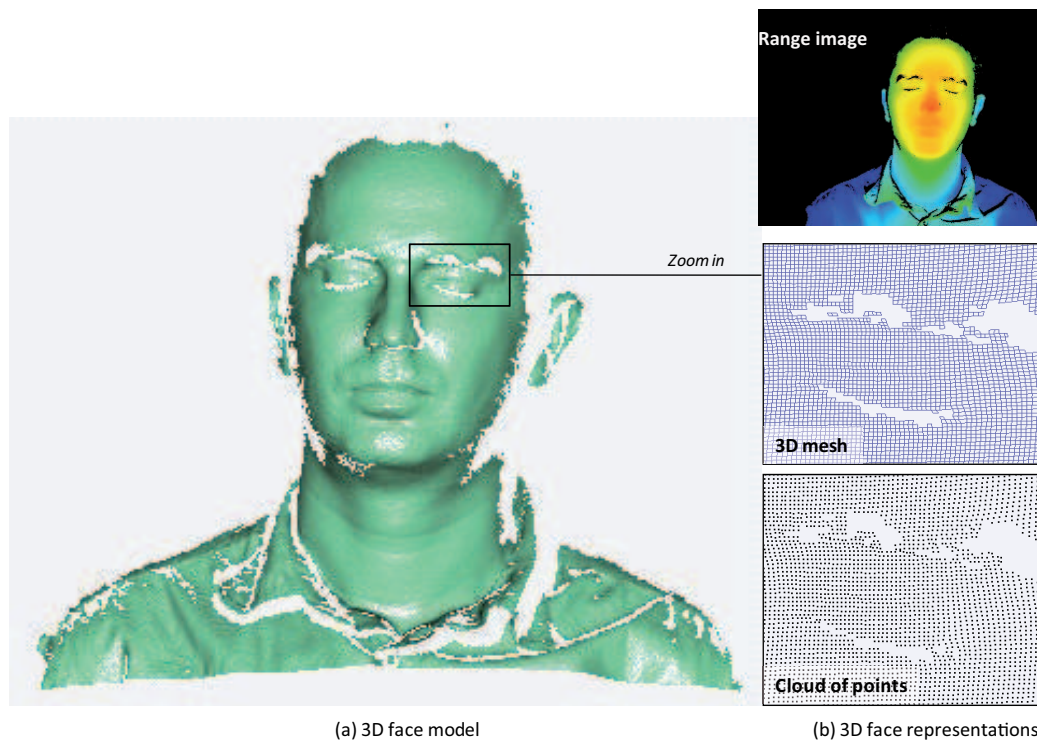 Range image
Zoom in
3D mesh
Cloud of points
(a) 3D face model
(b) 3D face representations